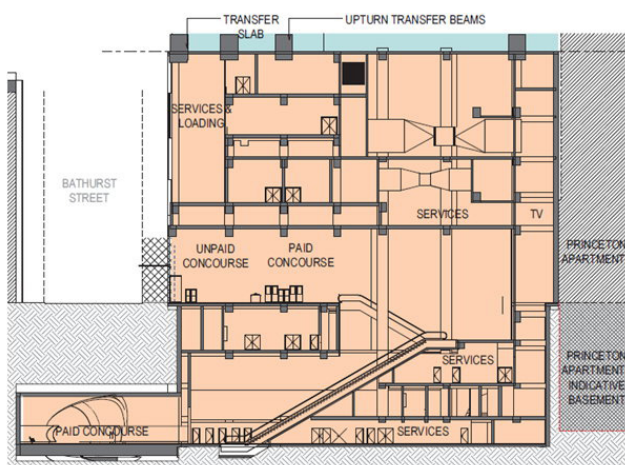 TRANSFER
SLAB
UPTURN TRANSFER BEAMS
SERVICES &
LOADING
BATHURST
STREET
SERVICES
TV
UNPAID
CONCOURSE
PAID
CONCOURSE
PRINCETON
APARTMENT
SERVICES
PRINCETON
APARTMENT
INDICATIVE
BASEMENT
PAID CONCOURSE
SERVICES